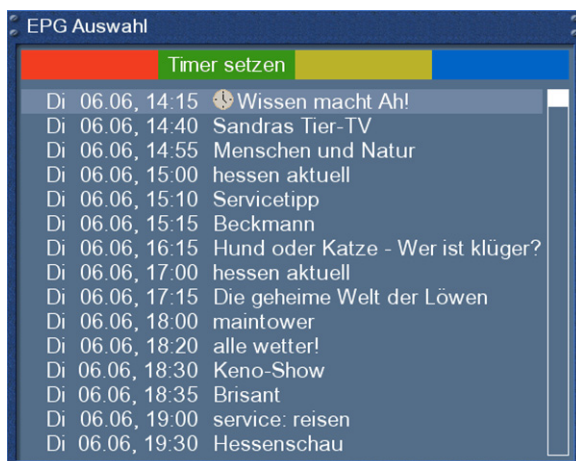 EPG Auswahl
Timer setzen
Di 06.06, 14:15 Wissen macht Ah!
Di 06.06, 14:40 Sandras Tier-TV
Di 06.06, 14:55 Menschen und Natur
Di 06.06, 15:00 hessen aktuell
Di 06.06, 15:10 Servicetipp
Di 06.06, 15:15 Beckmann
Di 06.06, 16:15 Hund oder Katze - Wer ist klüger?
Di 06.06, 17:00 hessen aktuell
Di 06.06, 17:15 Die geheime Welt der Löwen
Di 06.06, 18:00 maintower
Di 06.06, 18:20 alle wetter!
Di 06.06, 18:30 Keno-Show
Di 06.06, 18:35 Brisant
Di 06.06, 19:00 service: reisen
Di 06.06, 19:30 Hessenschau